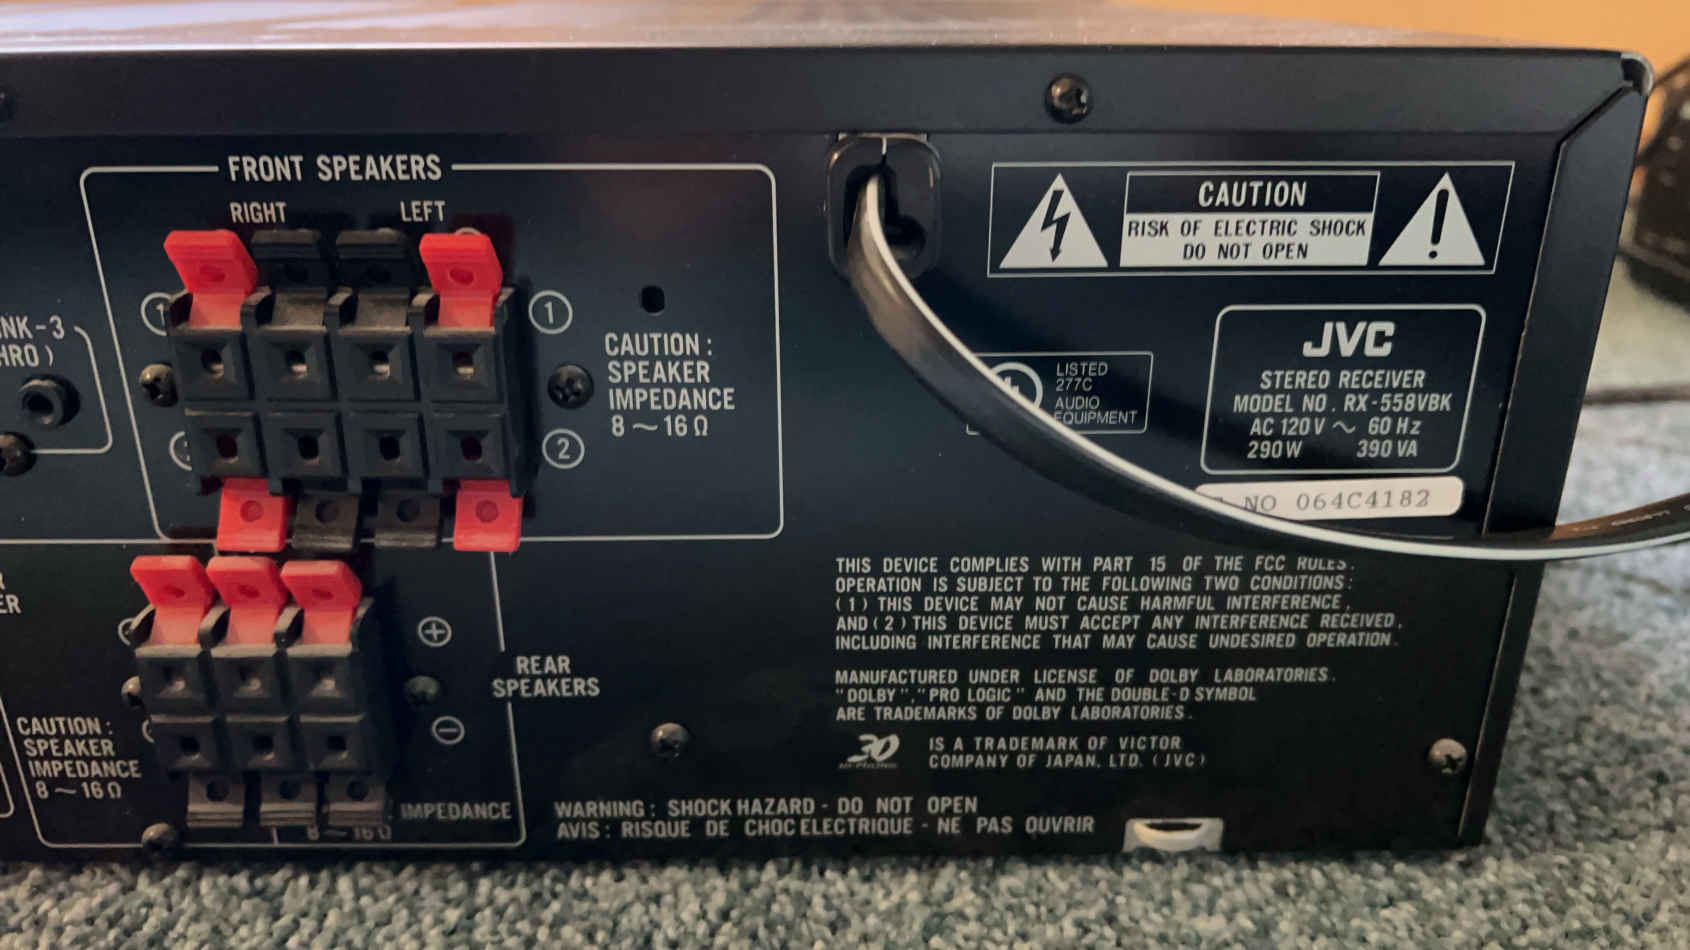 FRONT SPEAKERS
RIGHT LEFT
1
2
CAUTION :
SPEAKER
IMPEDANCE
8 ~ 16 Ω
NK-3
HRO )
CAUTION
RISK OF ELECTRIC SHOCK
DO NOT OPEN
LISTED
277C
AUDIO
EQUIPMENT
JVC
STEREO RECEIVER
MODEL NO. RX-558VBK
AC 120 V ~ 60 Hz
290 W 390 VA
NO 064C4182
THIS DEVICE COMPLIES WITH PART 15 OF THE FCC RULES.
OPERATION IS SUBJECT TO THE FOLLOWING TWO CONDITIONS:
(1) THIS DEVICE MAY NOT CAUSE HARMFUL INTERFERENCE,
AND (2) THIS DEVICE MUST ACCEPT ANY INTERFERENCE RECEIVED,
INCLUDING INTERFERENCE THAT MAY CAUSE UNDESIRED OPERATION.
MANUFACTURED UNDER LICENSE OF DOLBY LABORATORIES.
"DOLBY", "PRO LOGIC" AND THE DOUBLE-D SYMBOL
ARE TRADEMARKS OF DOLBY LABORATORIES.
IS A TRADEMARK OF VICTOR
COMPANY OF JAPAN, LTD. (JVC)
WARNING : SHOCK HAZARD - DO NOT OPEN
AVIS : RISQUE DE CHOC ELECTRIQUE - NE PAS OUVRIR
+
REAR
SPEAKERS
−
CAUTION :
SPEAKER
IMPEDANCE
8 ~ 16 Ω
IMPEDANCE
8 ~ 16 Ω